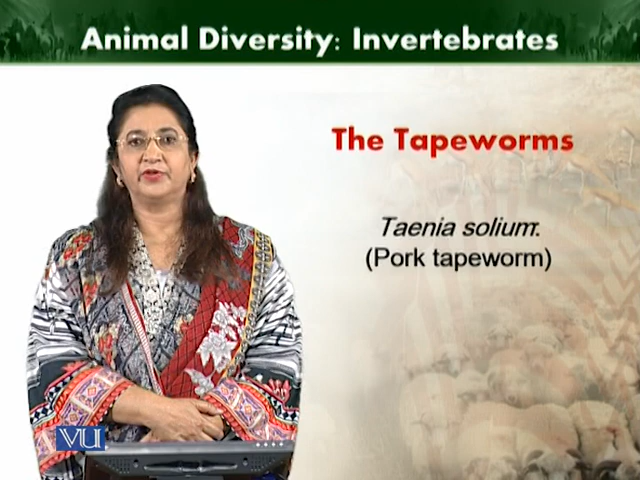 Animal Diversity: Invertebrates
The Tapeworms
Taenia solium:
(Pork tapeworm)
VU